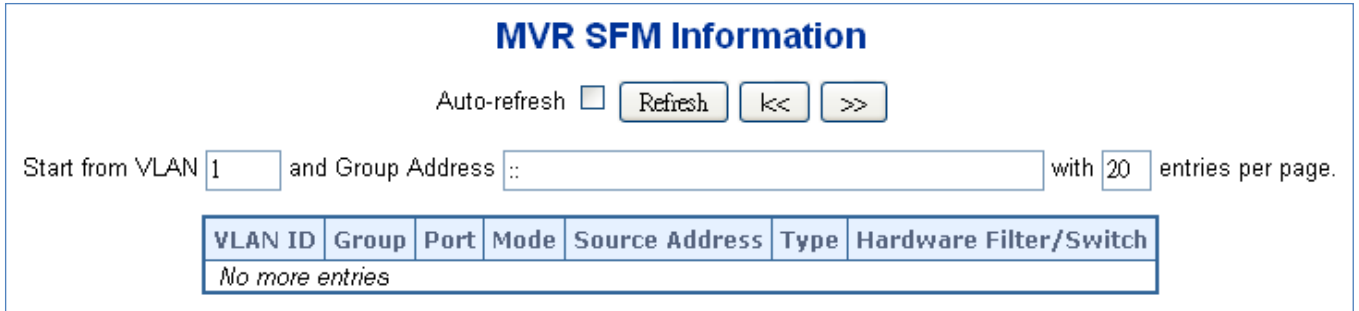 MVR SFM Information
Auto-refresh Refresh |<< >>
Start from VLAN 1 and Group Address :: with 20 entries per page.
VLAN ID Group Port Mode Source Address Type Hardware Filter/Switch
No more entries